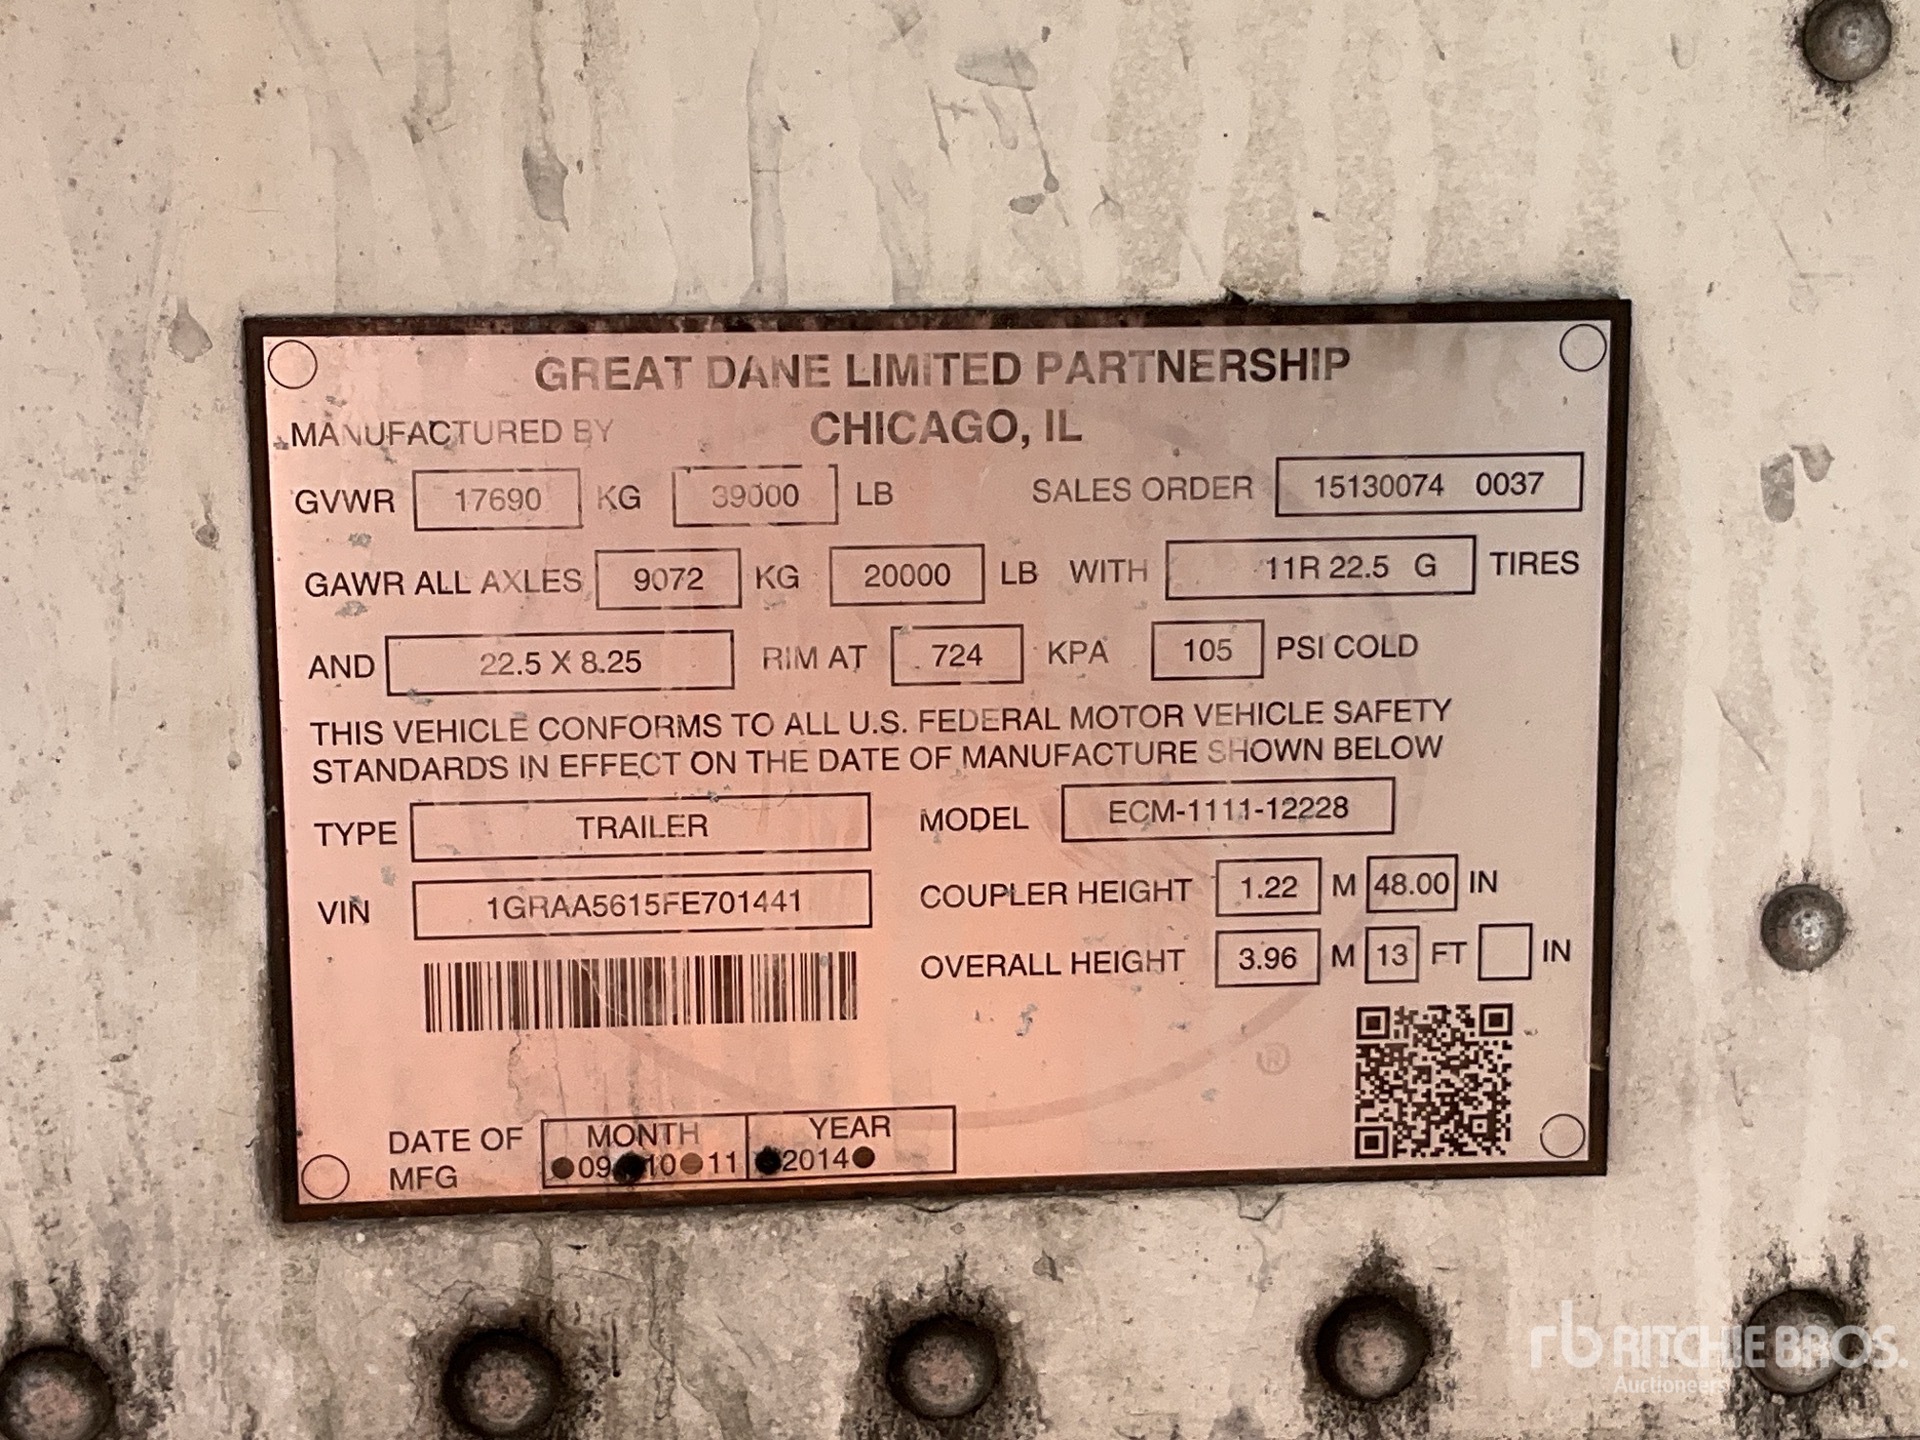 GREAT DANE LIMITED PARTNERSHIP
MANUFACTURED BY CHICAGO, IL
GVWR 17690 KG 39000 LB SALES ORDER 15130074 0037
GAWR ALL AXLES 9072 KG 20000 LB WITH 11R 22.5 G TIRES
AND 22.5 X 8.25 RIM AT 724 KPA 105 PSI COLD
THIS VEHICLE CONFORMS TO ALL U.S. FEDERAL MOTOR VEHICLE SAFETY
STANDARDS IN EFFECT ON THE DATE OF MANUFACTURE SHOWN BELOW
TYPE TRAILER MODEL ECM-1111-12228
VIN 1GRAA5615FE701441 COUPLER HEIGHT 1.22 M 48.00 IN
OVERALL HEIGHT 3.96 M 13 FT IN
®
DATE OF MFG MONTH YEAR
09 10 11 2014
rb RITCHIE BROS.
Auctioneers